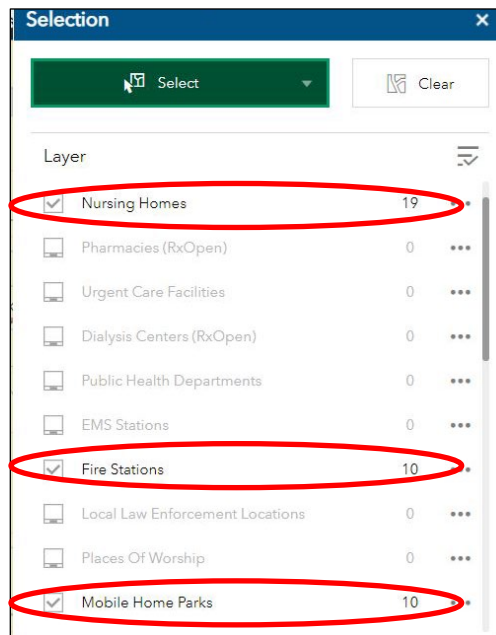 Selection
Select
Clear
Layer
Nursing Homes 19
Pharmacies (RxOpen) 0
Urgent Care Facilities 0
Dialysis Centers (RxOpen) 0
Public Health Departments 0
EMS Stations 0
Fire Stations 10
Local Law Enforcement Locations 0
Places Of Worship 0
Mobile Home Parks 10